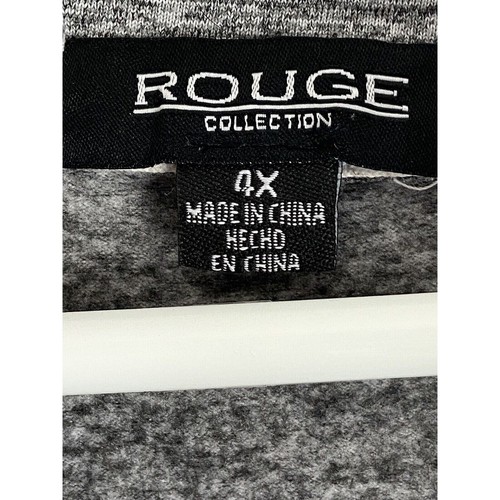 ROUGE
COLLECTION
4X
MADE IN CHINA
HECHO
EN CHINA